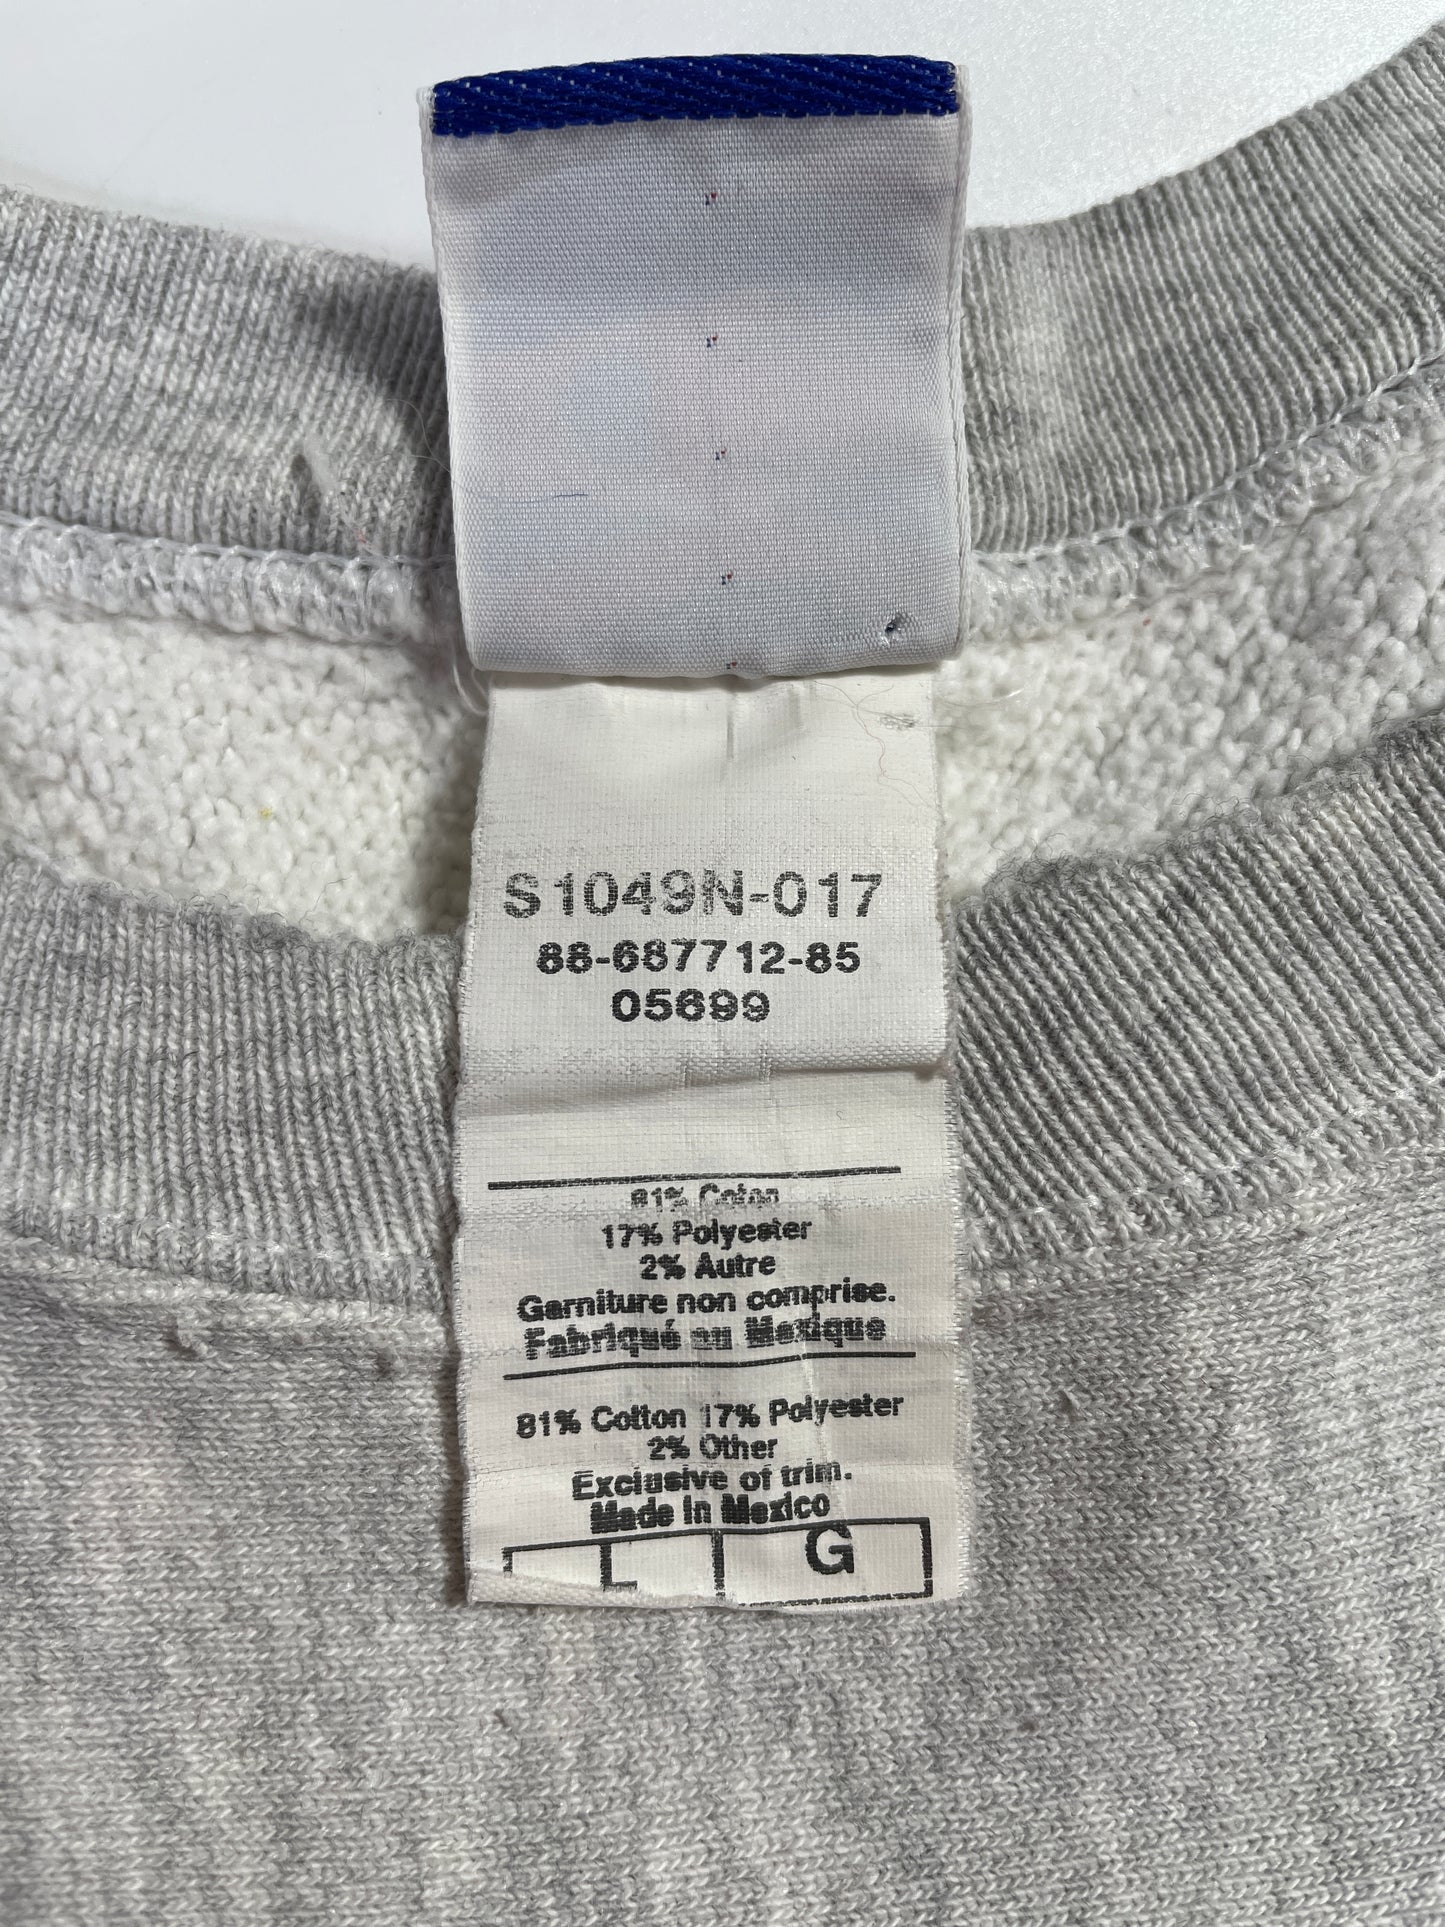 S1049N-017
88-687712-85
05699
81% Coton
17% Polyester
2% Autre
Garniture non comprise.
Fabriqué au Mexique
81% Cotton 17% Polyester
2% Other
Exclusive of trim.
Made in Mexico
L G